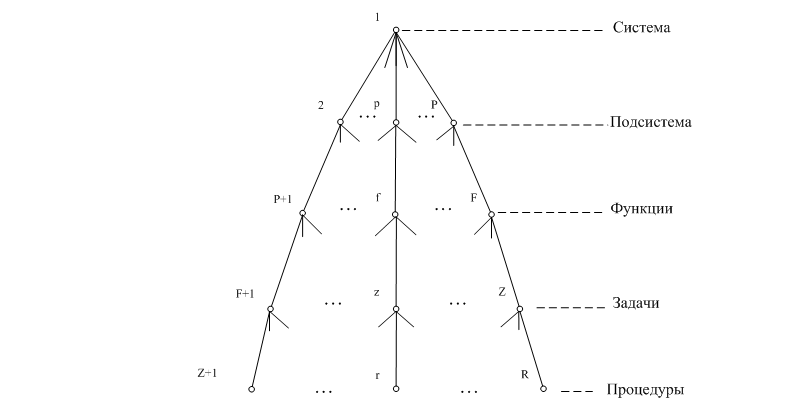 1 Система
2 ... p ... P Подсистема
P+1 ... f ... F Функции
F+1 ... z ... Z Задачи
Z+1 ... r ... R Процедуры